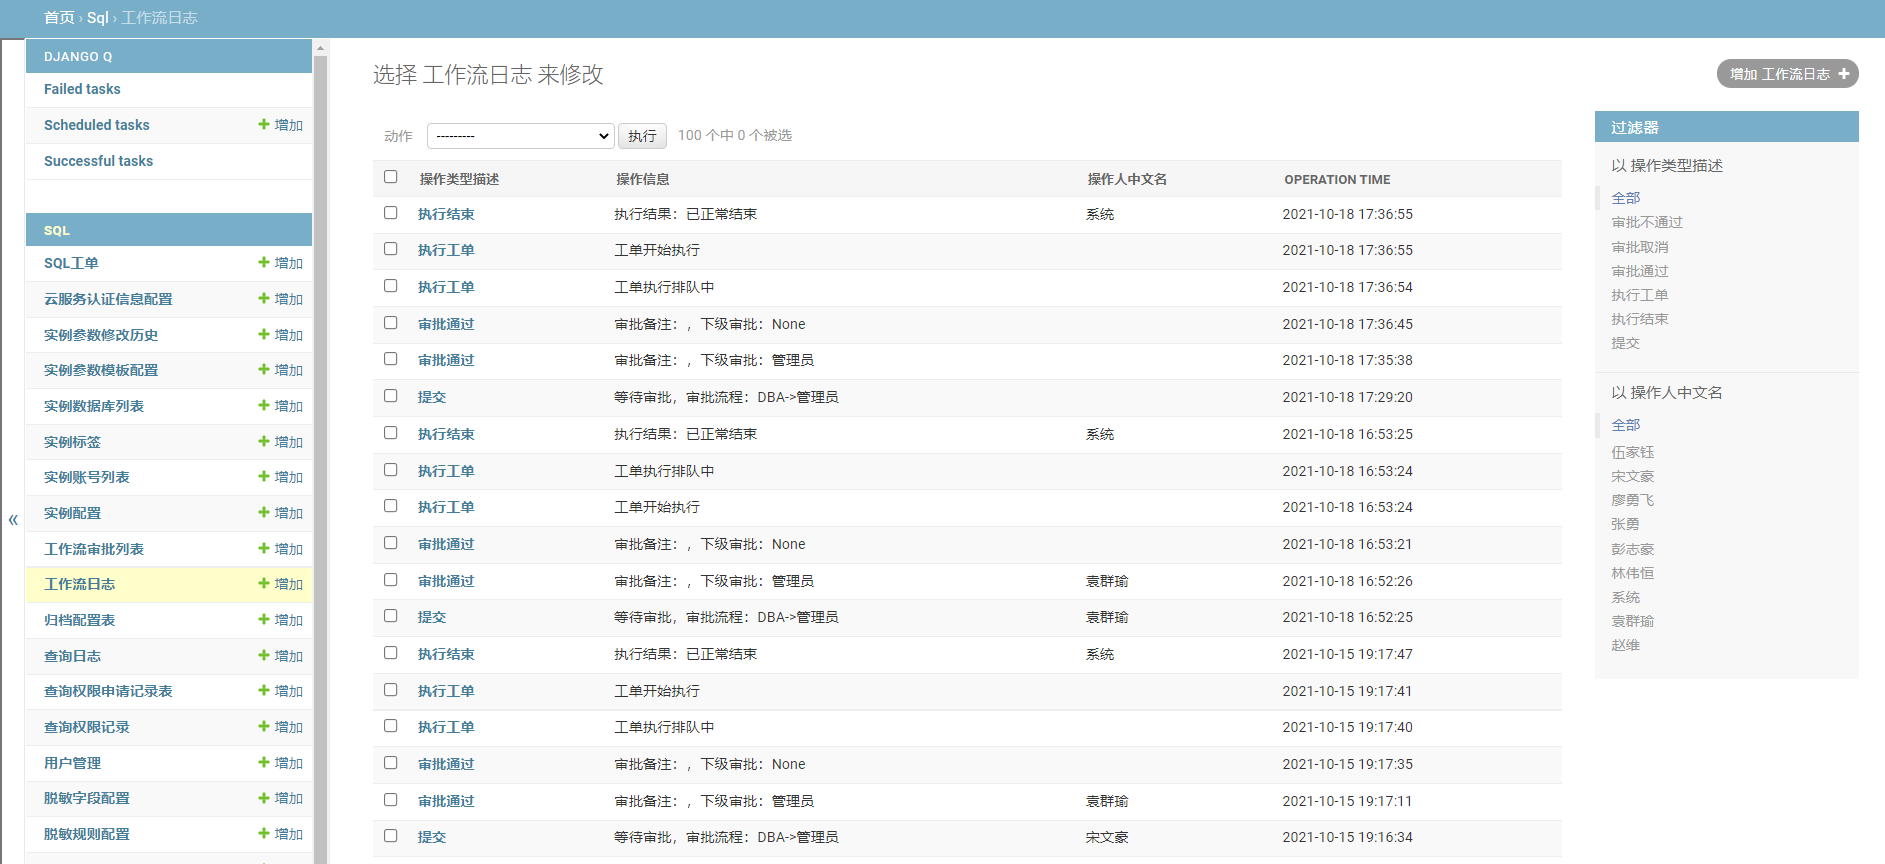 首页 › Sql › 工作流日志
DJANGO Q
Failed tasks
Scheduled tasks 增加
Successful tasks
SQL
SQL工单 增加
云服务认证信息配置 增加
实例参数修改历史 增加
实例参数模板配置 增加
实例数据库列表 增加
实例标签 增加
实例账号列表 增加
实例配置 增加
工作流审批列表 增加
工作流日志 增加
归档配置表 增加
查询日志 增加
查询权限申请记录表 增加
查询权限记录 增加
用户管理 增加
脱敏字段配置 增加
脱敏规则配置 增加
«
选择 工作流日志 来修改
增加 工作流日志
动作 --------- 执行 100 个中 0 个被选
操作类型描述 操作信息 操作人中文名 OPERATION TIME
执行结束 执行结果：已正常结束 系统 2021-10-18 17:36:55
执行工单 工单开始执行 2021-10-18 17:36:55
执行工单 工单执行排队中 2021-10-18 17:36:54
审批通过 审批备注：，下级审批：None 2021-10-18 17:36:45
审批通过 审批备注：，下级审批：管理员 2021-10-18 17:35:38
提交 等待审批，审批流程：DBA->管理员 2021-10-18 17:29:20
执行结束 执行结果：已正常结束 系统 2021-10-18 16:53:25
执行工单 工单执行排队中 2021-10-18 16:53:24
执行工单 工单开始执行 2021-10-18 16:53:24
审批通过 审批备注：，下级审批：None 2021-10-18 16:53:21
审批通过 审批备注：，下级审批：管理员 袁群瑜 2021-10-18 16:52:26
提交 等待审批，审批流程：DBA->管理员 袁群瑜 2021-10-18 16:52:25
执行结束 执行结果：已正常结束 系统 2021-10-15 19:17:47
执行工单 工单开始执行 2021-10-15 19:17:41
执行工单 工单执行排队中 2021-10-15 19:17:40
审批通过 审批备注：，下级审批：None 2021-10-15 19:17:35
审批通过 审批备注：，下级审批：管理员 袁群瑜 2021-10-15 19:17:11
提交 等待审批，审批流程：DBA->管理员 宋文豪 2021-10-15 19:16:34
过滤器
以 操作类型描述
全部
审批不通过
审批取消
审批通过
执行工单
执行结束
提交
以 操作人中文名
全部
伍家钰
宋文豪
廖勇飞
张勇
彭志豪
林伟恒
系统
袁群瑜
赵维